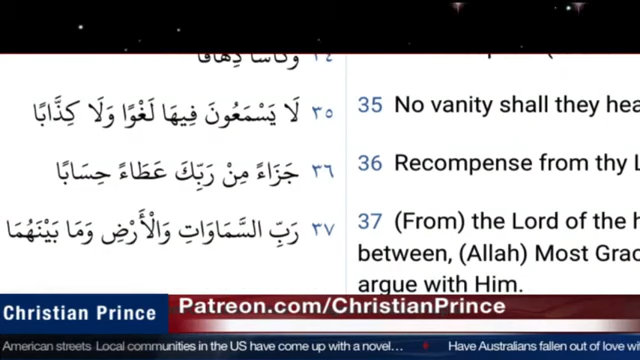 وَكَأْسًا دِهَاقًا ٣٤
لَا يَسْمَعُونَ فِيهَا لَغْوًا وَلَا كِذَّابًا ٣٥
35 No vanity shall they hea
جَزَاءً مِنْ رَبِّكَ عَطَاءً حِسَابًا ٣٦
36 Recompense from thy L
رَبِّ السَّمَاوَاتِ وَالْأَرْضِ وَمَا بَيْنَهُمَا ٣٧
37 (From) the Lord of the h
between, (Allah) Most Grac
argue with Him.
Christian Prince
Patreon.com/ChristianPrince
American streets Local communities in the US have come up with a novel... Have Australians fallen out of love wi